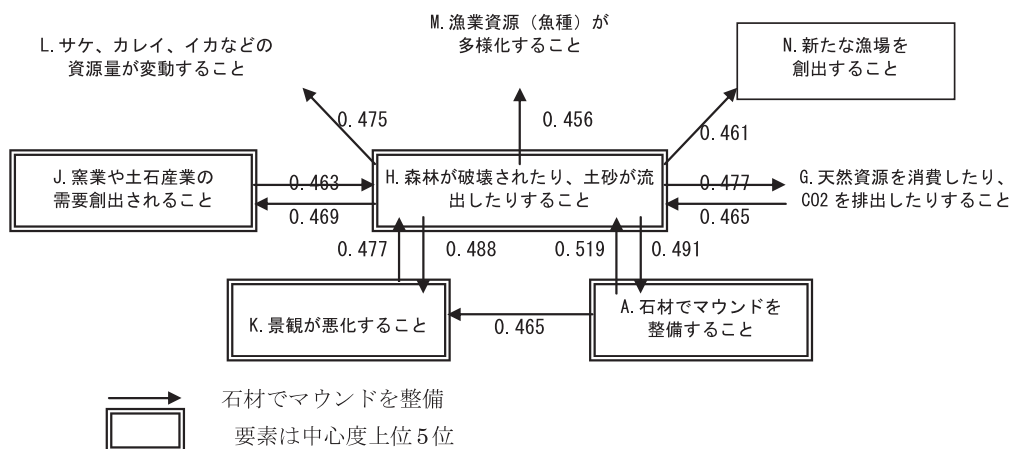 M.漁業資源(魚種)が
多様化すること
L.サケ、カレイ、イカなどの
資源量が変動すること
N.新たな漁場を
創出すること
0.475
0.456
0.461
J.窯業や土石産業の
需要創出されること
0.463
0.469
H.森林が破壊されたり、土砂が流
出したりすること
0.477
0.465
G.天然資源を消費したり、
CO2を排出したりすること
0.477
0.488
0.519
0.491
K.景観が悪化すること
0.465
A.石材でマウンドを
整備すること
石材でマウンドを整備
要素は中心度上位5位